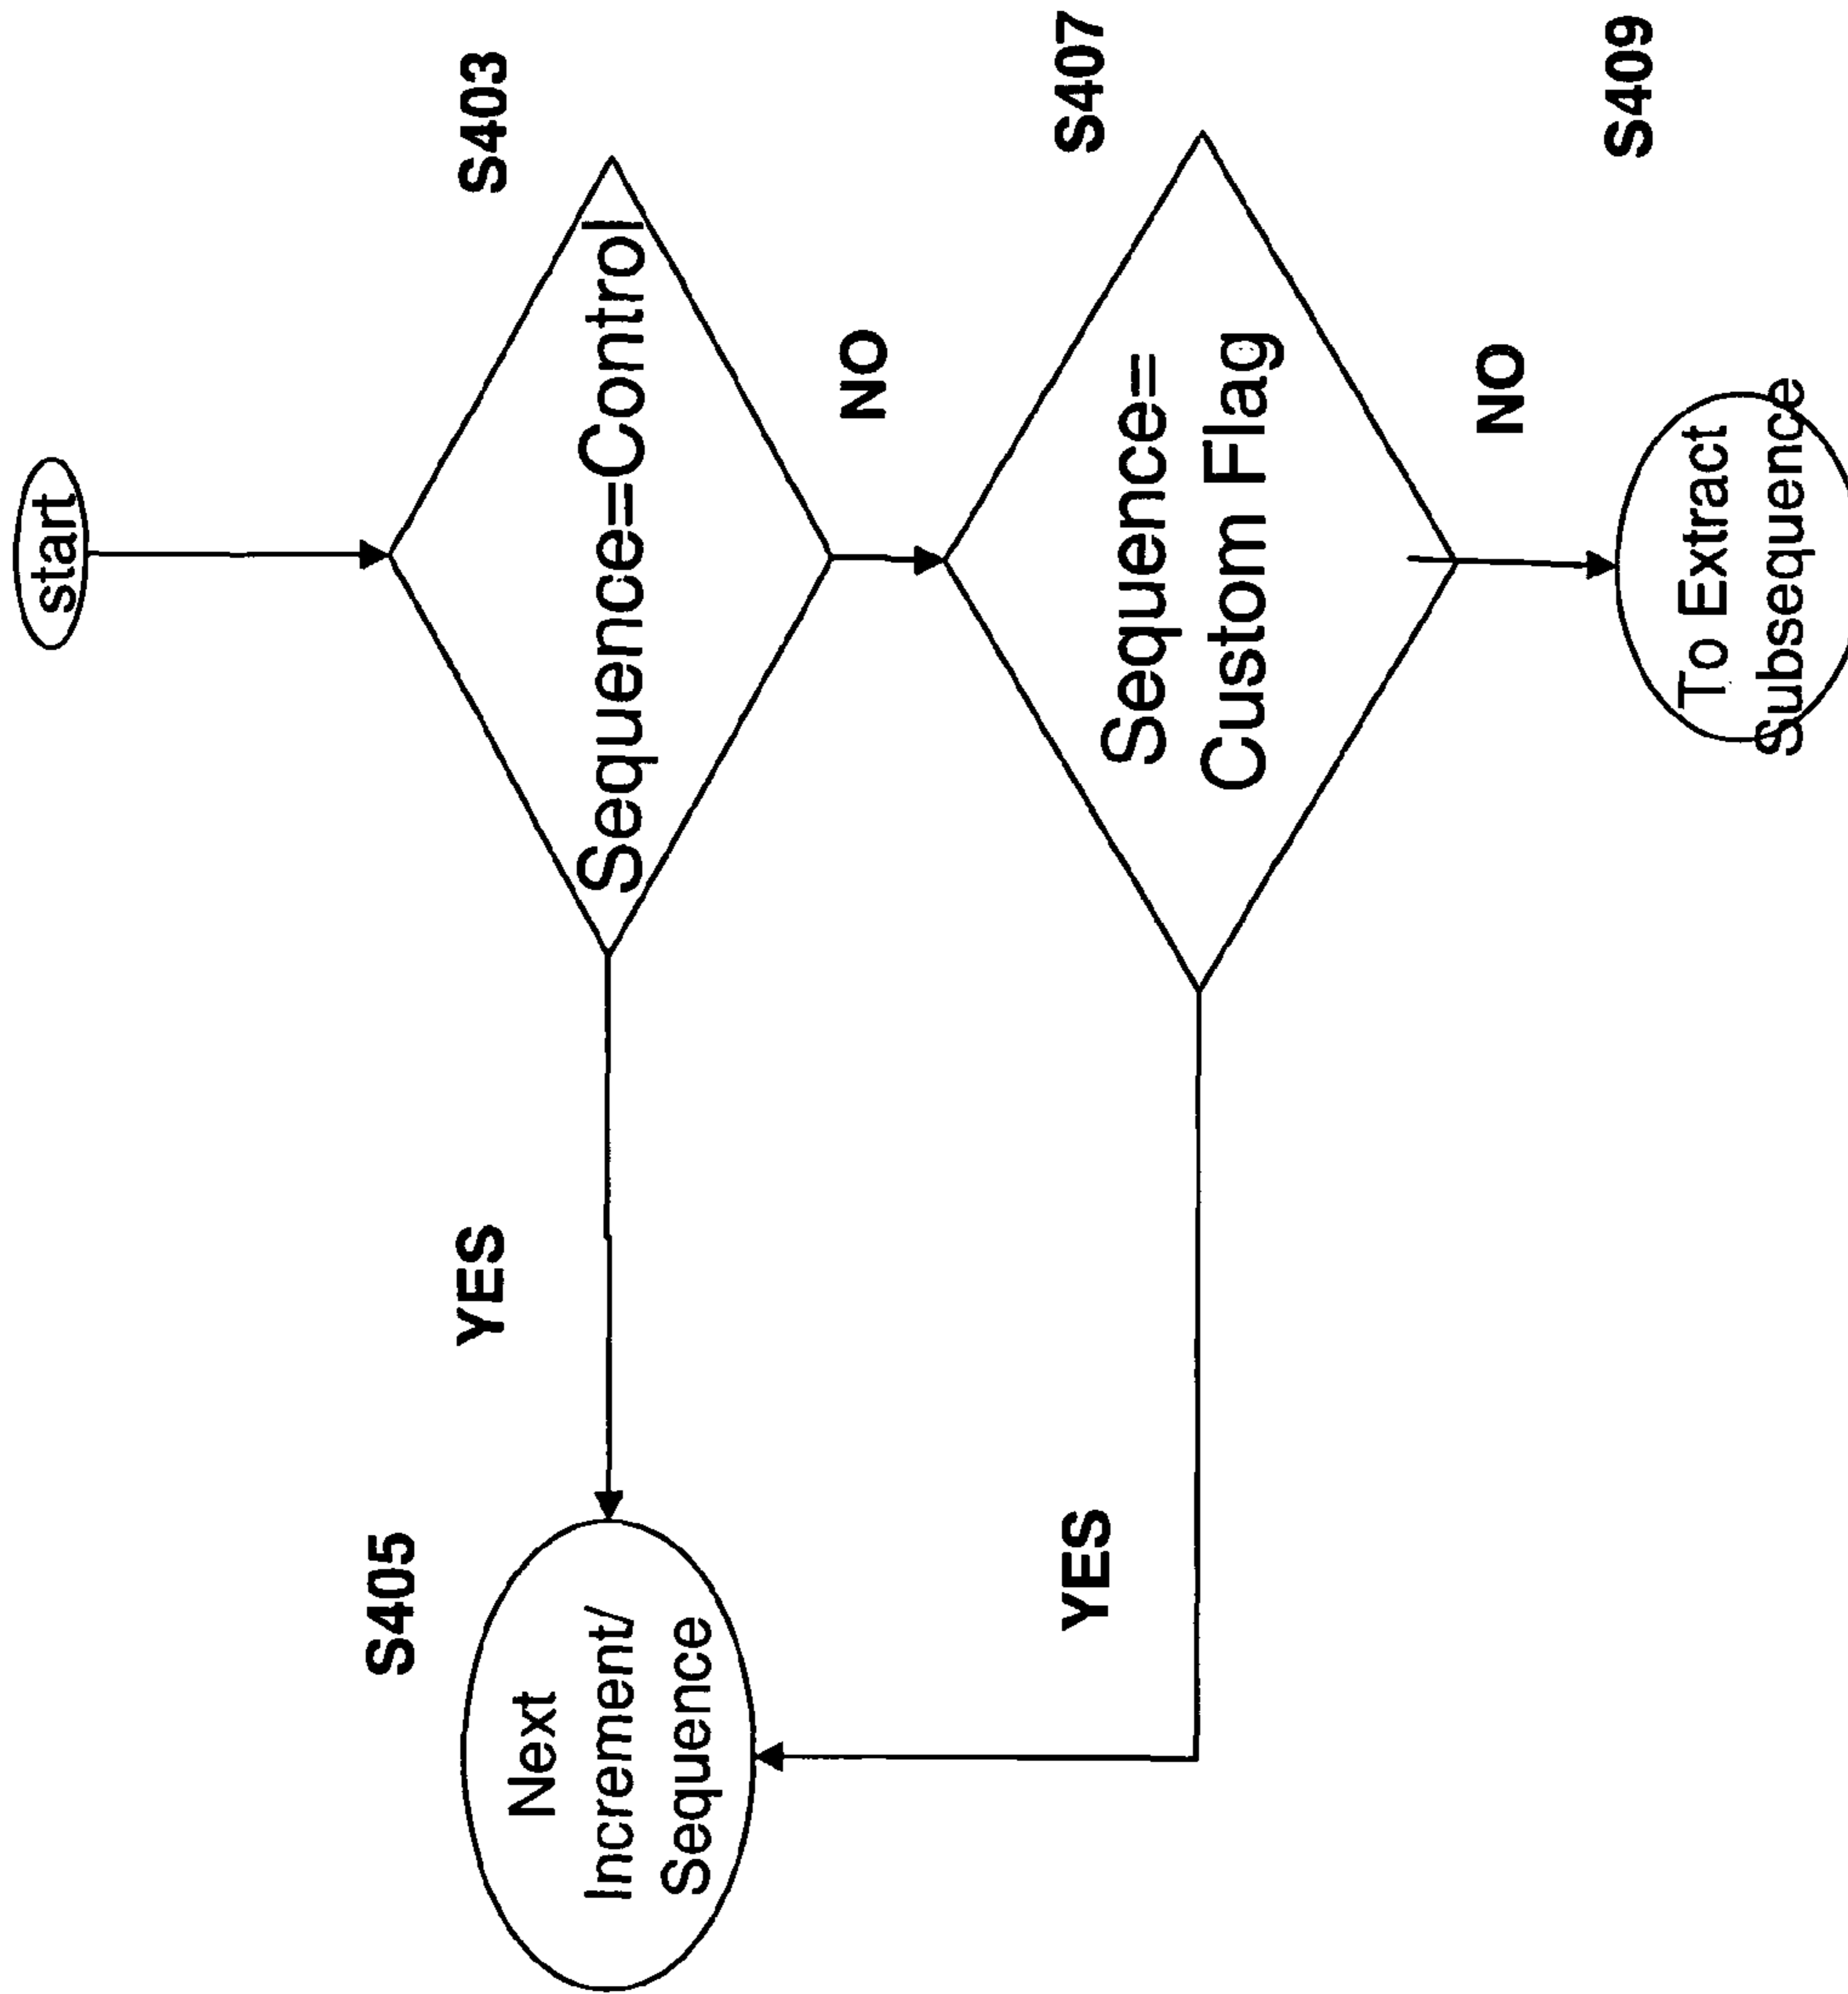 start
S403
Sequence=Control
YES
S405
Next
Increment/
Sequence
NO
S407
Sequence=
Custom Flag
YES
NO
S409
To Extract
Subsequence